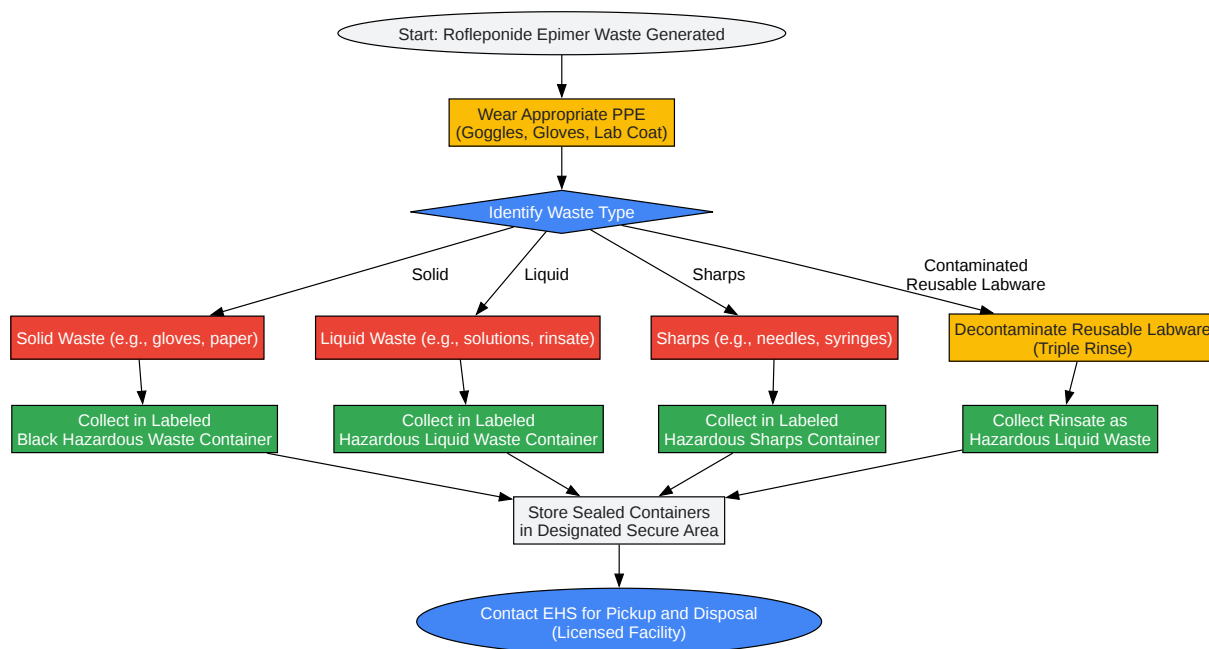 Start: Rofleponide Epimer Waste Generated
Wear Appropriate PPE
(Goggles, Gloves, Lab Coat)
Identify Waste Type
Solid
Liquid
Sharps
Contaminated
Reusable Labware
Solid Waste (e.g., gloves, paper)
Liquid Waste (e.g., solutions, rinsate)
Sharps (e.g., needles, syringes)
Decontaminate Reusable Labware
(Triple Rinse)
Collect in Labeled
Black Hazardous Waste Container
Collect in Labeled
Hazardous Liquid Waste Container
Collect in Labeled
Hazardous Sharps Container
Collect Rinsate as
Hazardous Liquid Waste
Store Sealed Containers
in Designated Secure Area
Contact EHS for Pickup and Disposal
(Licensed Facility)